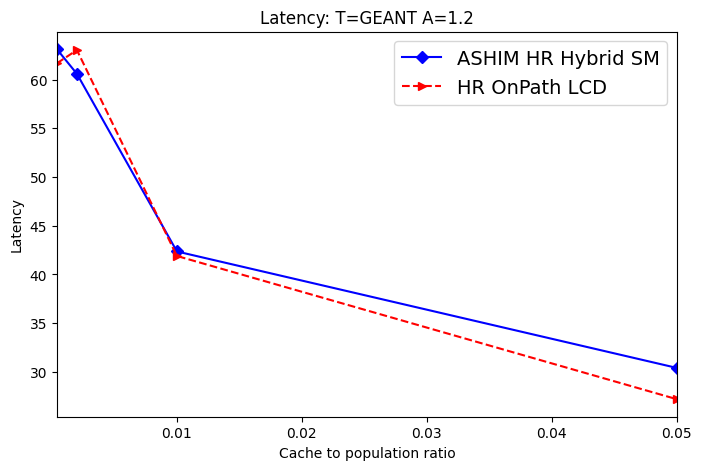 Latency: T=GEANT A=1.2
ASHIM HR Hybrid SM
HR OnPath LCD
Latency
60
55
50
45
40
35
30
0.01 0.02 0.03 0.04 0.05
Cache to population ratio